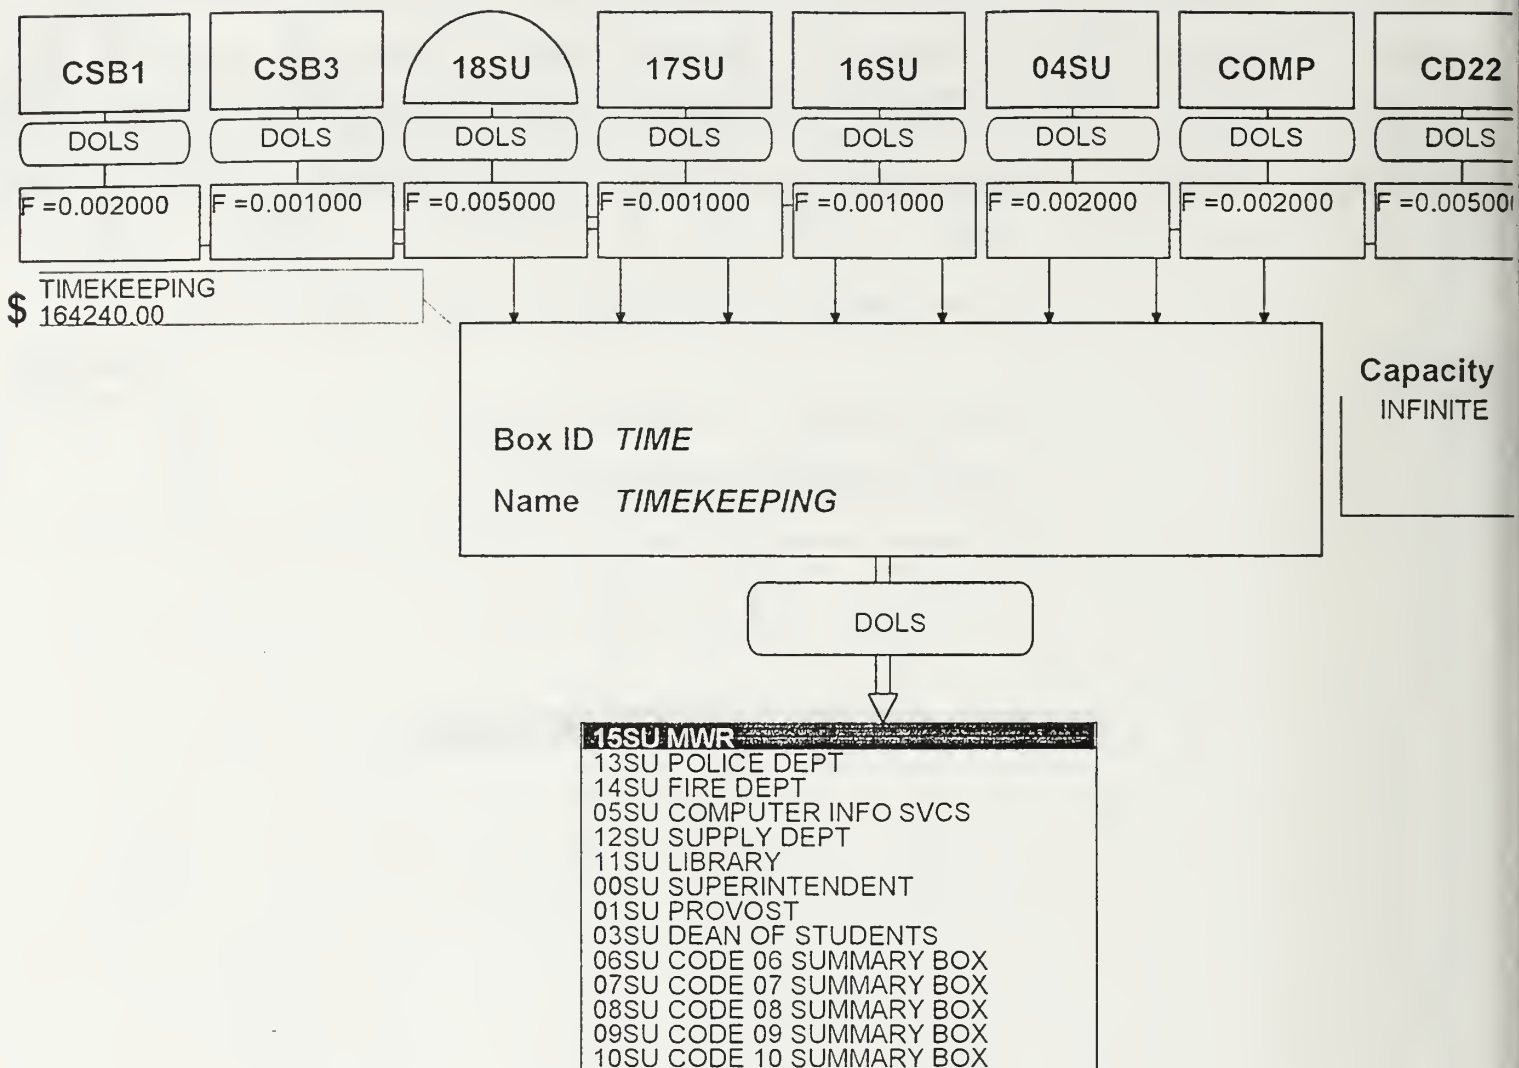 CSB1 CSB3 18SU 17SU 16SU 04SU COMP CD22
DOLS DOLS DOLS DOLS DOLS DOLS DOLS DOLS
F =0.002000 F =0.001000 F =0.005000 F =0.001000 F =0.001000 F =0.002000 F =0.002000 F =0.00500
TIMEKEEPING
$ 164240.00
Capacity
INFINITE
Box ID TIME
Name TIMEKEEPING
DOLS
15SU MWR
13SU POLICE DEPT
14SU FIRE DEPT
05SU COMPUTER INFO SVCS
12SU SUPPLY DEPT
11SU LIBRARY
00SU SUPERINTENDENT
01SU PROVOST
03SU DEAN OF STUDENTS
06SU CODE 06 SUMMARY BOX
07SU CODE 07 SUMMARY BOX
08SU CODE 08 SUMMARY BOX
09SU CODE 09 SUMMARY BOX
10SU CODE 10 SUMMARY BOX